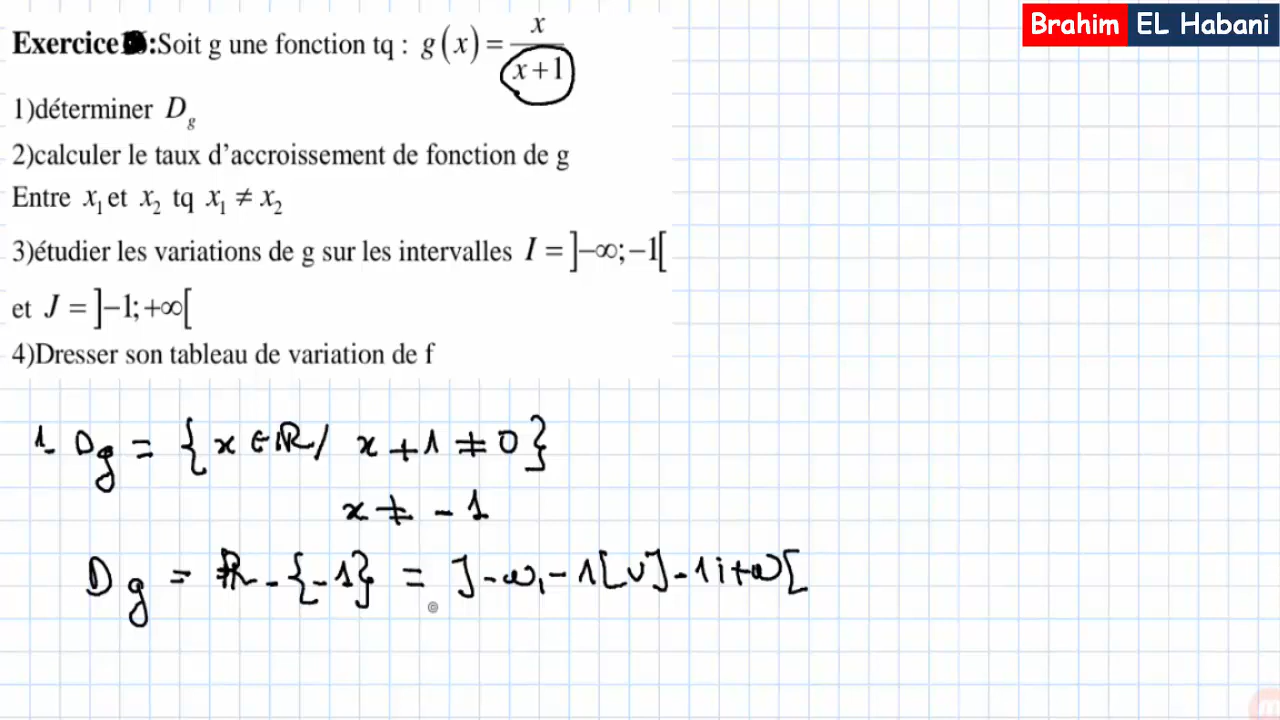 Brahim EL Habani
Exercice :Soit g une fonction tq : g(x) = x/(x+1)
1)déterminer D_g
2)calculer le taux d'accroissement de fonction de g
Entre x₁ et x₂ tq x₁ ≠ x₂
3)étudier les variations de g sur les intervalles I = ]−∞;−1[
et J = ]−1;+∞[
4)Dresser son tableau de variation de f
1. Dg = {x ∈ ℝ / x + 1 ≠ 0}
x ≠ - 1
Dg = ℝ - {-1} = ]-∞, -1[ ∪ ]-1; +∞[